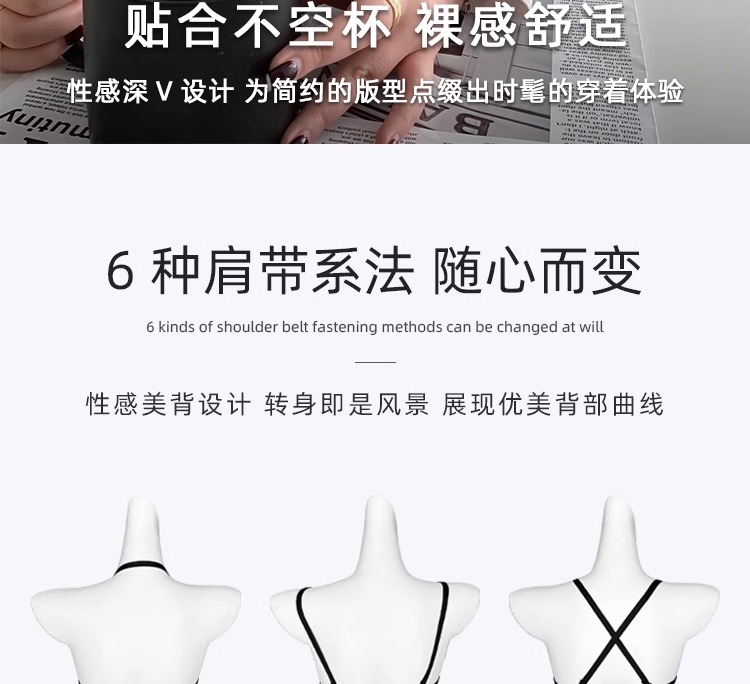 贴合不空杯 裸感舒适
性感深 V 设计 为简约的版型点缀出时髦的穿着体验
6 种肩带系法 随心而变
6 kinds of shoulder belt fastening methods can be changed at will
性感美背设计 转身即是风景 展现优美背部曲线